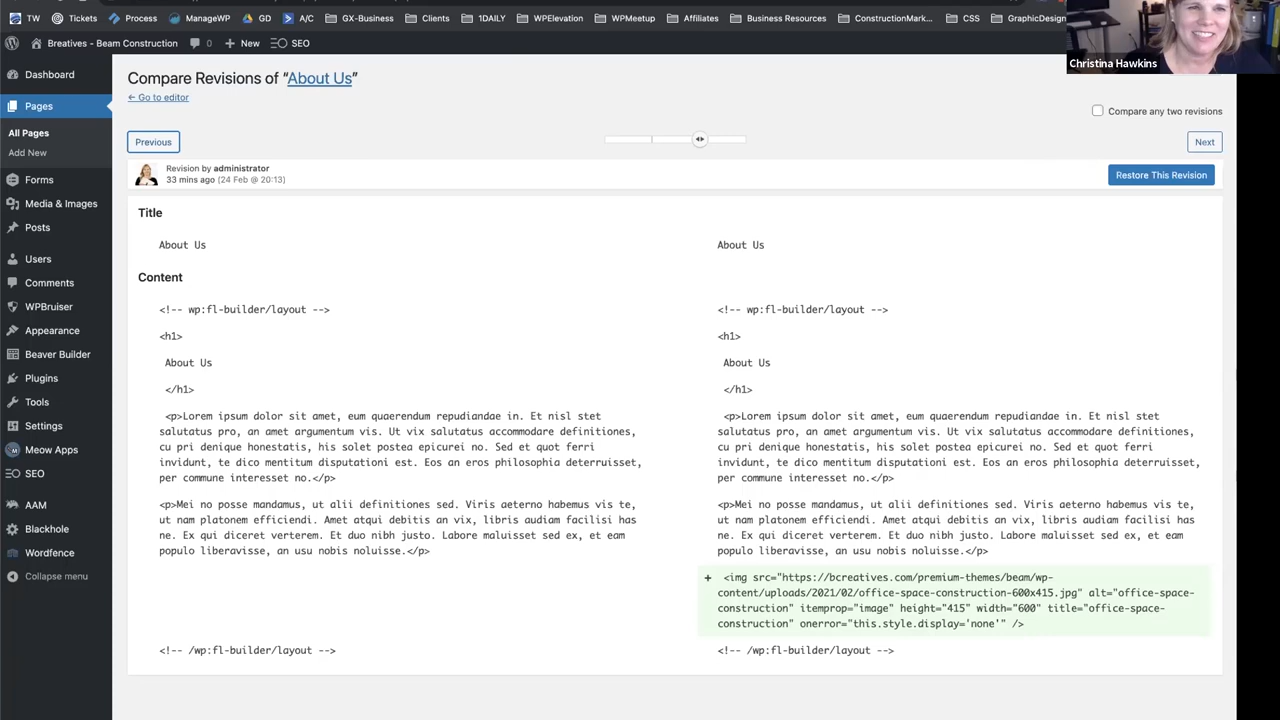 TW Tickets Process ManageWP GD A/C GX-Business Clients 1DAILY WPElevation WPMeetup Affiliates Business Resources ConstructionMark... CSS GraphicDesign
Breatives - Beam Construction 0 New SEO
Christina Hawkins
Dashboard
Pages
All Pages
Add New
Forms
Media & Images
Posts
Users
Comments
WPBruiser
Appearance
Beaver Builder
Plugins
Tools
Settings
Meow Apps
SEO
AAM
Blackhole
Wordfence
Collapse menu
Compare Revisions of “About Us”
← Go to editor
Compare any two revisions
Previous
Next
Revision by administrator
33 mins ago (24 Feb @ 20:13)
Restore This Revision
Title
About Us
About Us
Content
<!-- wp:fl-builder/layout -->
<h1>
About Us
</h1>
<p>Lorem ipsum dolor sit amet, eum quaerendum repudiandae in. Et nisl stet
salutatus pro, an amet argumentum vis. Ut vix salutatus accommodare definitiones,
cu pri denique honestatis, his solet postea epicurei no. Sed et quot ferri
invidunt, te dico mentitum disputationi est. Eos an eros philosophia deterruisset,
per commune interesset no.</p>
<p>Mei no posse mandamus, ut alii definitiones sed. Viris aeterno habemus vis te,
ut nam platonem efficiendi. Amet atqui debitis an vix, libris audiam facilisi has
ne. Ex qui diceret verterem. Et duo nibh justo. Labore maluisset sed ex, et eam
populo liberavisse, an usu nobis noluisse.</p>
<!-- /wp:fl-builder/layout -->
<!-- wp:fl-builder/layout -->
<h1>
About Us
</h1>
<p>Lorem ipsum dolor sit amet, eum quaerendum repudiandae in. Et nisl stet
salutatus pro, an amet argumentum vis. Ut vix salutatus accommodare definitiones,
cu pri denique honestatis, his solet postea epicurei no. Sed et quot ferri
invidunt, te dico mentitum disputationi est. Eos an eros philosophia deterruisset,
per commune interesset no.</p>
<p>Mei no posse mandamus, ut alii definitiones sed. Viris aeterno habemus vis te,
ut nam platonem efficiendi. Amet atqui debitis an vix, libris audiam facilisi has
ne. Ex qui diceret verterem. Et duo nibh justo. Labore maluisset sed ex, et eam
populo liberavisse, an usu nobis noluisse.</p>
+ <img src="https://bcreatives.com/premium-themes/beam/wp-
content/uploads/2021/02/office-space-construction-600x415.jpg" alt="office-space-
construction" itemprop="image" height="415" width="600" title="office-space-
construction" onerror="this.style.display='none'" />
<!-- /wp:fl-builder/layout -->